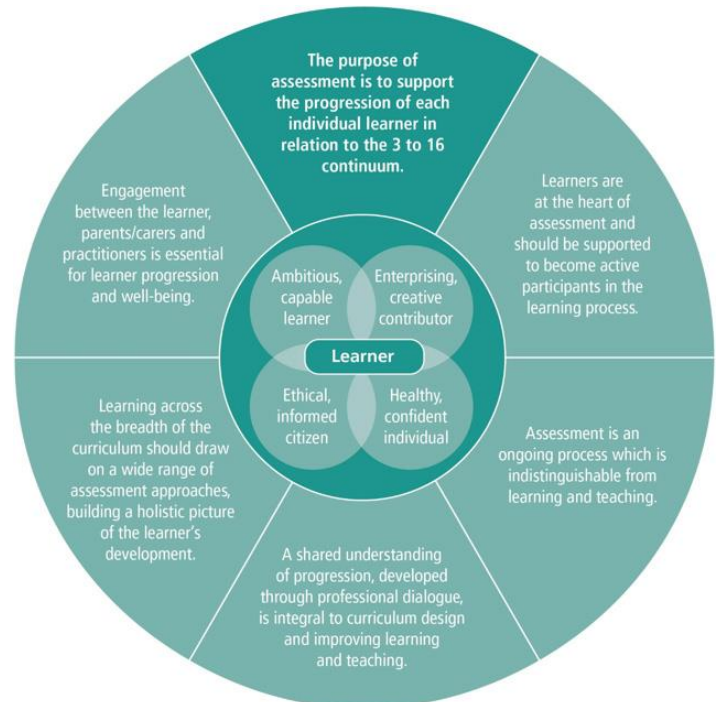 The purpose of
assessment is to support
the progression of each
individual learner in
relation to the 3 to 16
continuum.
Learners are
at the heart of
assessment and
should be supported
to become active
participants in the
learning process.
Assessment is an
ongoing process which is
indistinguishable from
learning and teaching.
A shared understanding
of progression, developed
through professional dialogue,
is integral to curriculum design
and improving learning
and teaching.
Learning across
the breadth of the
curriculum should draw
on a wide range of
assessment approaches,
building a holistic picture
of the learner’s
development.
Engagement
between the learner,
parents/carers and
practitioners is essential
for learner progression
and well-being.
Ambitious,
capable
learner
Enterprising,
creative
contributor
Learner
Ethical,
informed
citizen
Healthy,
confident
individual